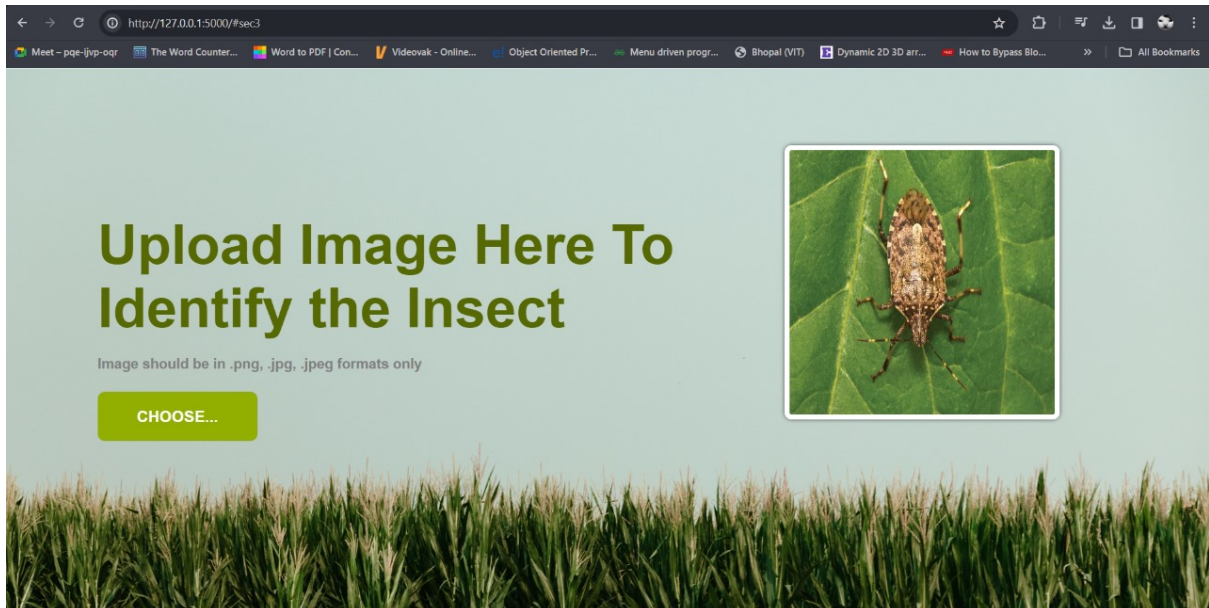 http://127.0.0.1:5000/#sec3
Meet – pqe-ijvp-oqr The Word Counter... Word to PDF | Con... Videovak - Online... Object Oriented Pr... Menu driven progr... Bhopal (VIT) Dynamic 2D 3D arr... How to Bypass Blo... » All Bookmarks
Upload Image Here To
Identify the Insect
Image should be in .png, .jpg, .jpeg formats only
CHOOSE...